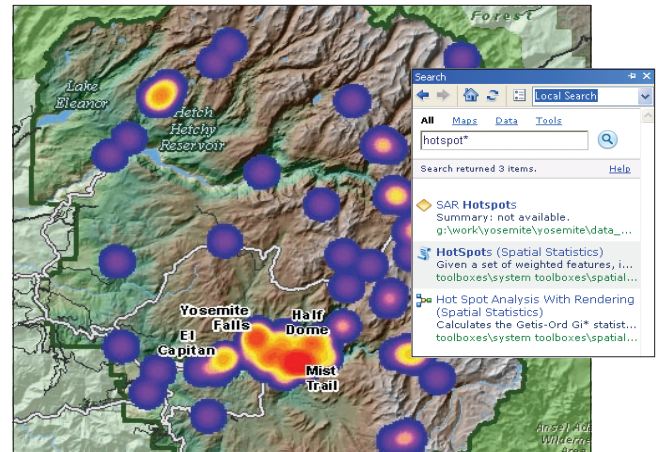 Forest
Lake
Eleanor
Hetch
Hetchy
Reservoir
Yosemite
Falls
Half
Dome
El
Capitan
Mist
Trail
Ansel Ad
Wilderne
Area
Search
Local Search
All Maps Data Tools
hotspot*
Search returned 3 items. Help
SAR Hotspots
Summary: not available.
g:\work\yosemite\yosemite\data_...
HotSpots (Spatial Statistics)
Given a set of weighted features, i...
toolboxes\system toolboxes\spatial...
Hot Spot Analysis With Rendering
(Spatial Statistics)
Calculates the Getis-Ord Gi* statist...
toolboxes\system toolboxes\spatial...